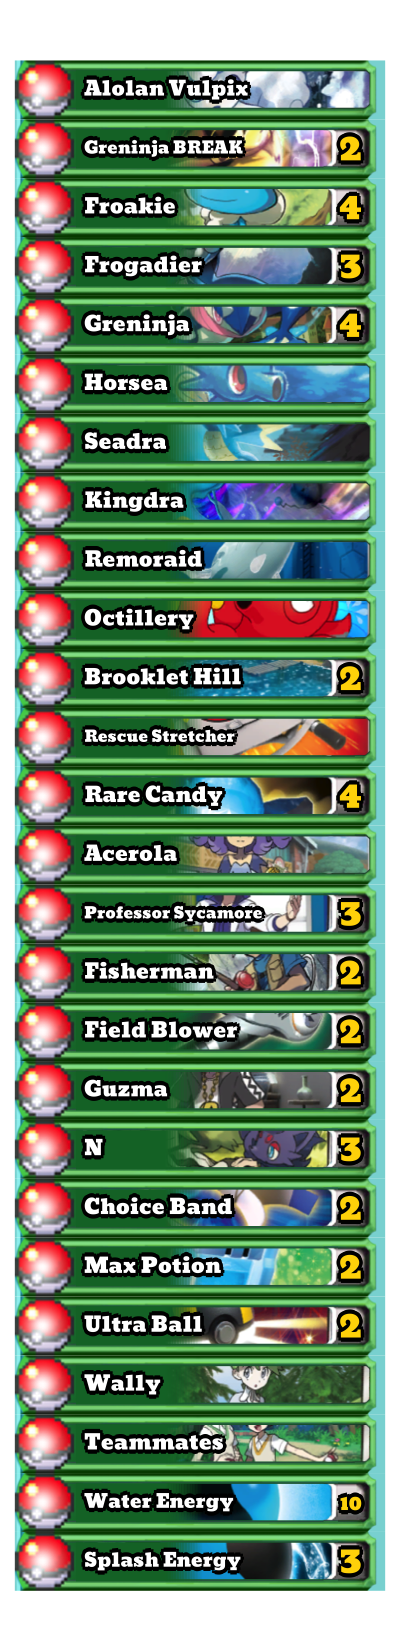 Alolan Vulpix
Greninja BREAK 2
Froakie 4
Frogadier 3
Greninja 4
Horsea
Seadra
Kingdra
Remoraid
Octillery
Brooklet Hill 2
Rescue Stretcher
Rare Candy 4
Acerola
Professor Sycamore 3
Fisherman 2
Field Blower 2
Guzma 2
N 3
Choice Band 2
Max Potion 2
Ultra Ball 2
Wally
Teammates
Water Energy 10
Splash Energy 3